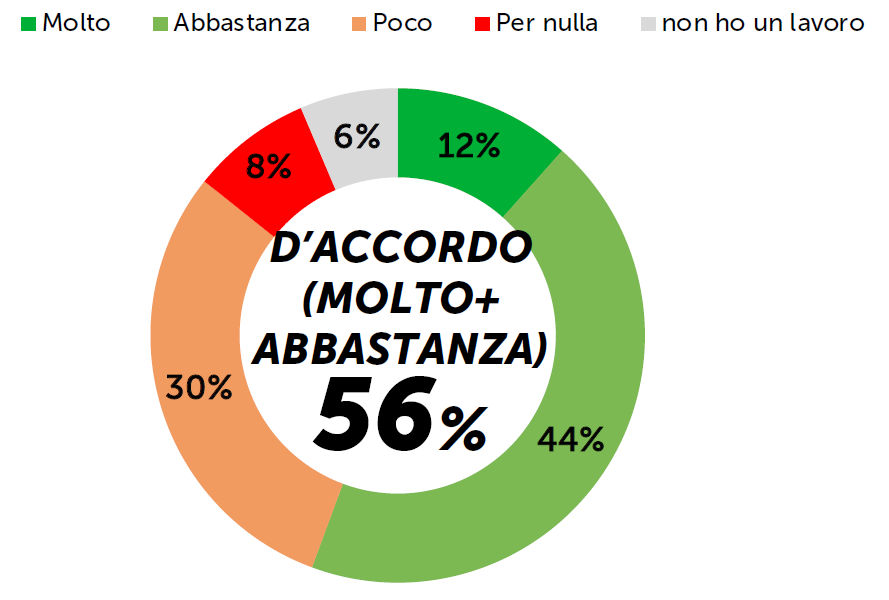 Molto Abbastanza Poco Per nulla non ho un lavoro
6% 12%
8%
D’ACCORDO
(MOLTO+
ABBASTANZA)
30%
56%
44%